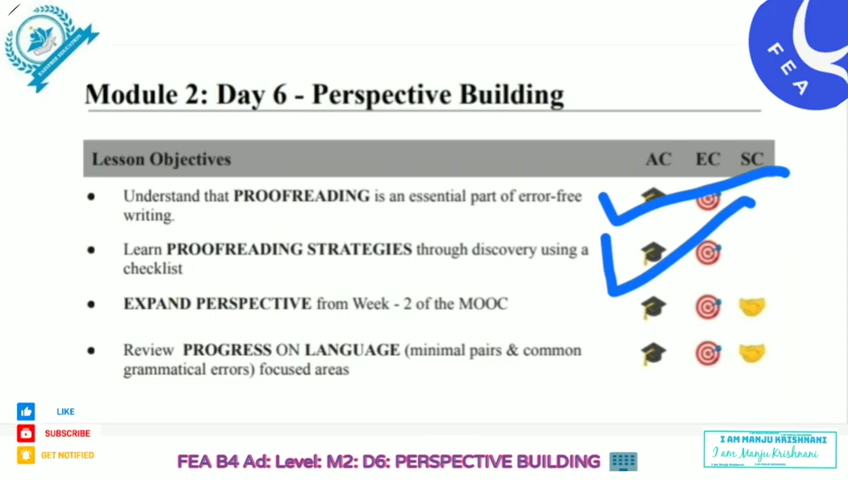 FEA
Module 2: Day 6 - Perspective Building
Lesson Objectives AC EC SC
● Understand that PROOFREADING is an essential part of error-free
writing.
● Learn PROOFREADING STRATEGIES through discovery using a
checklist
● EXPAND PERSPECTIVE from Week - 2 of the MOOC
● Review PROGRESS ON LANGUAGE (minimal pairs & common
grammatical errors) focused areas
LIKE
SUBSCRIBE
GET NOTIFIED
FEA B4 Ad: Level: M2: D6: PERSPECTIVE BUILDING
I AM MANJU KRISHNANI
I am Manju Krishnani